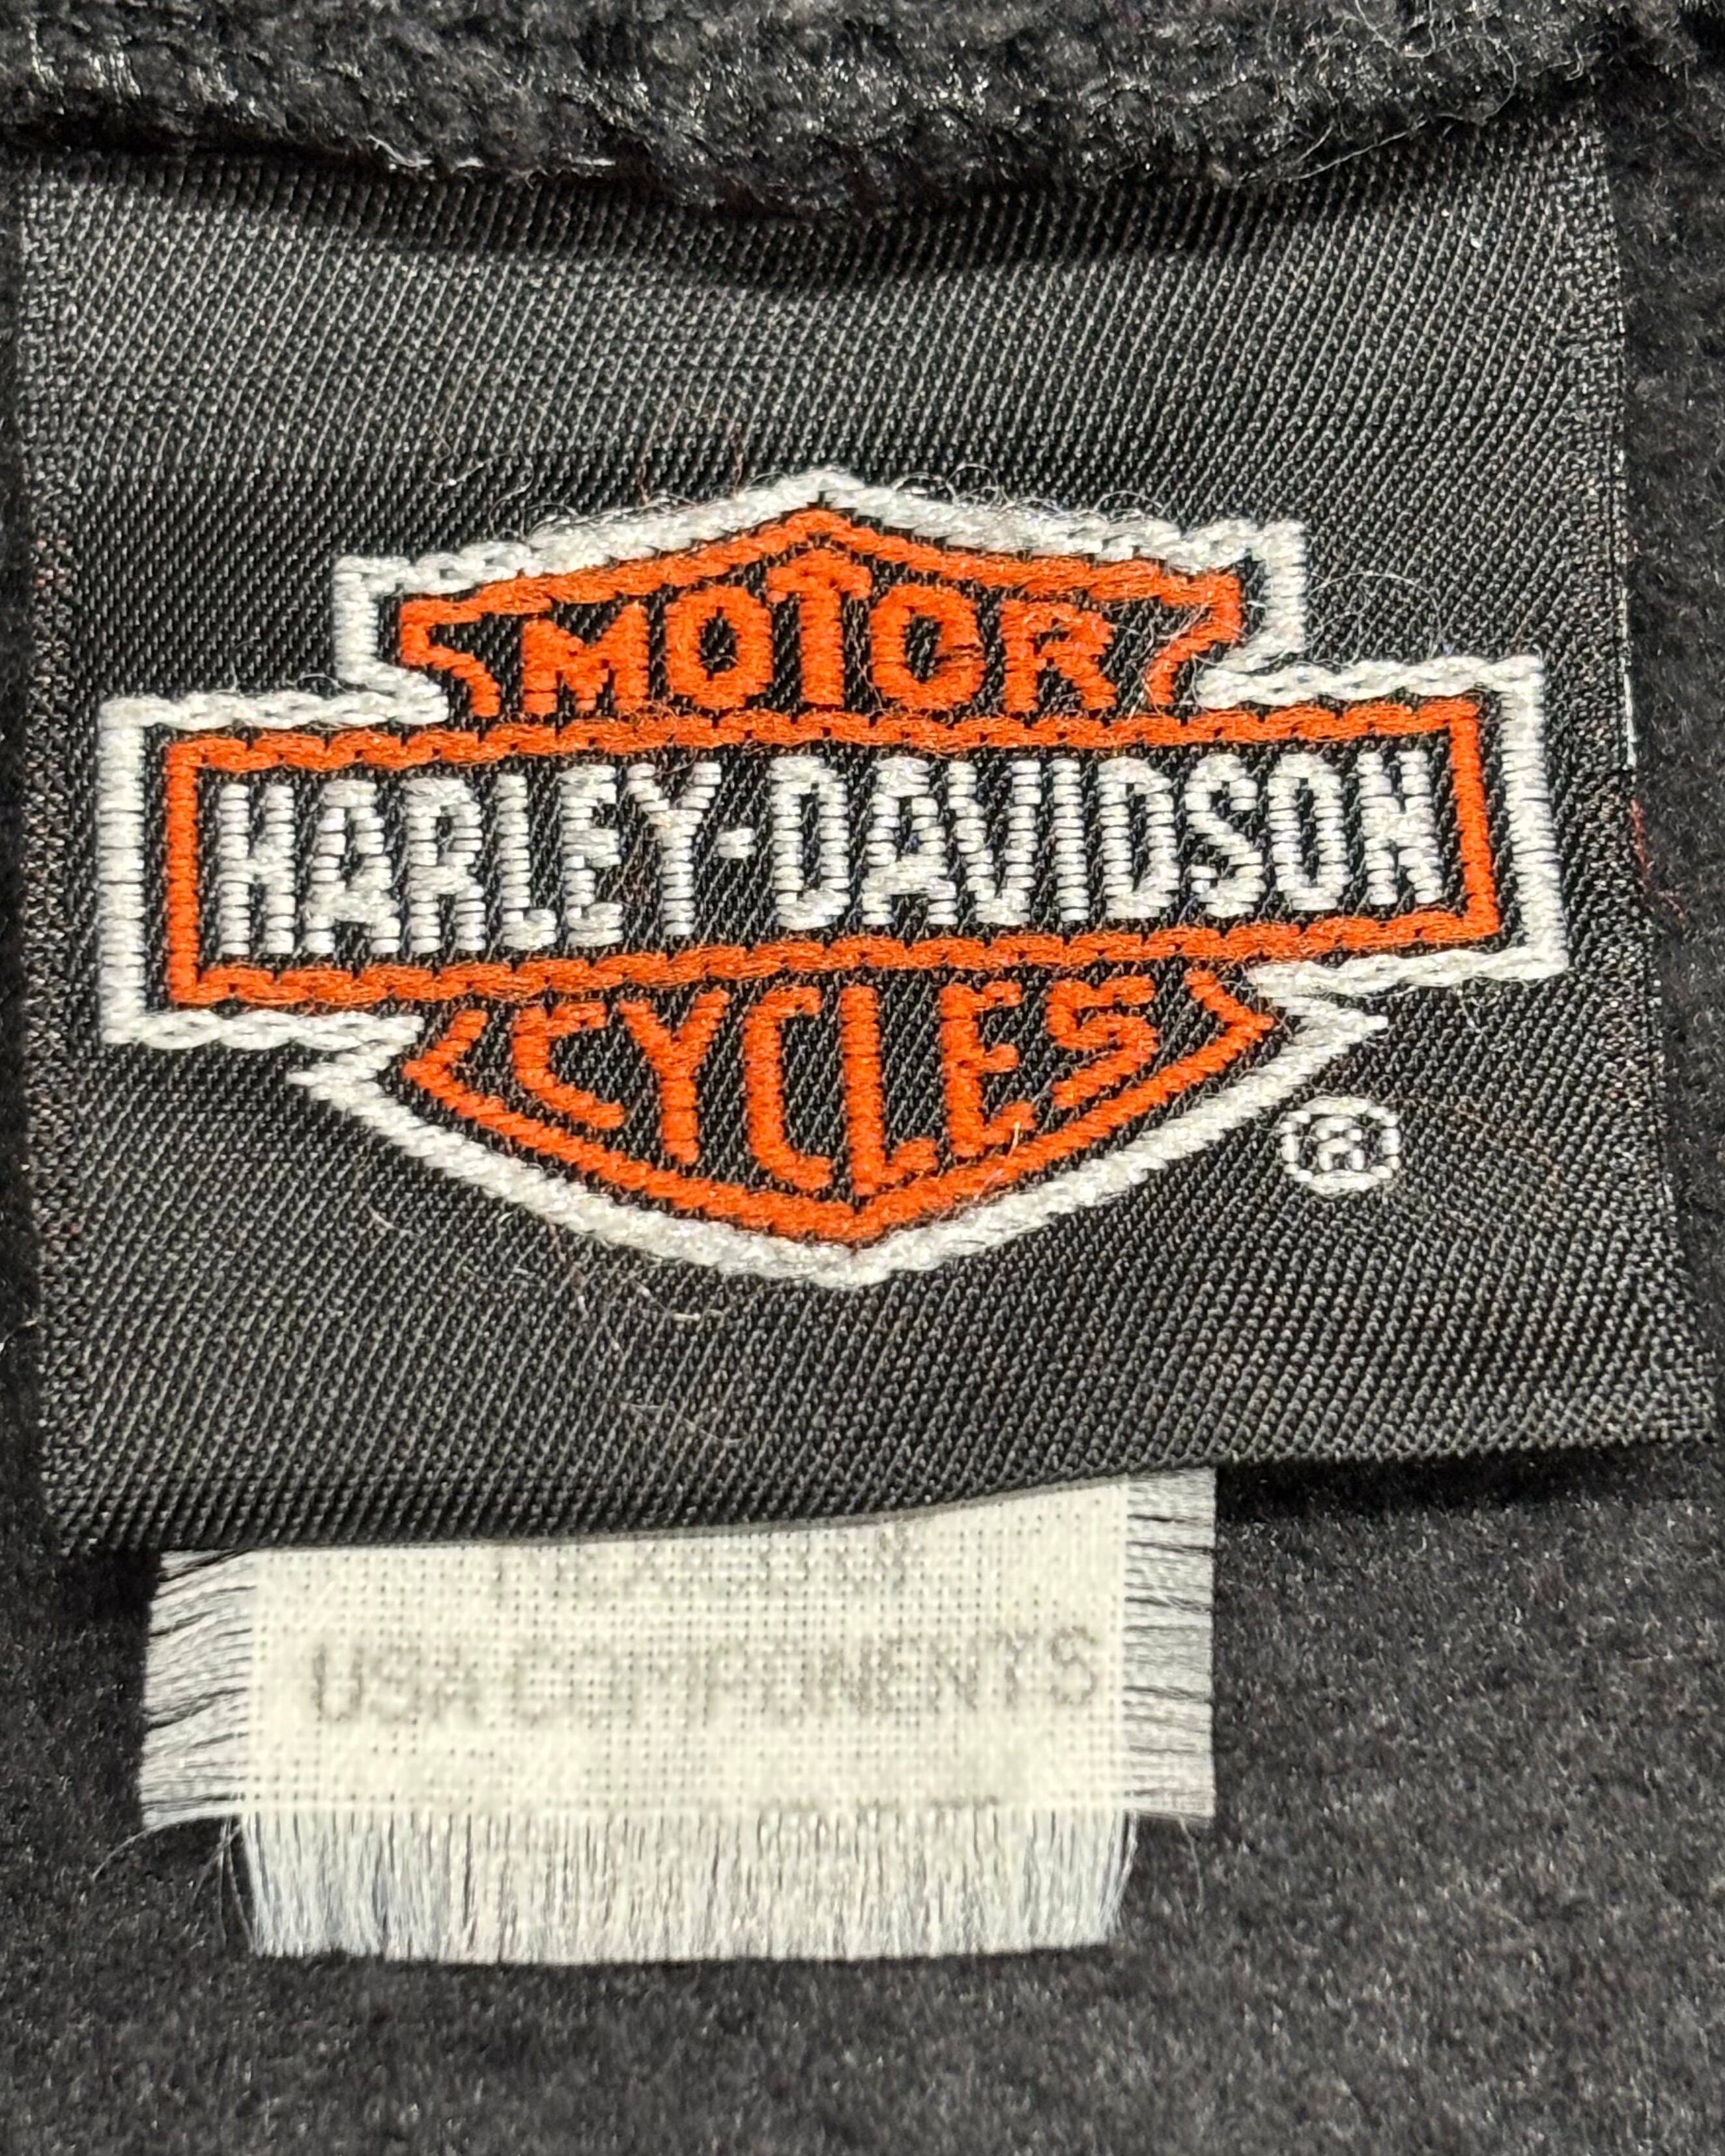 MOTOR
HARLEY-DAVIDSON
CYCLES
®
USA COMPONENTS